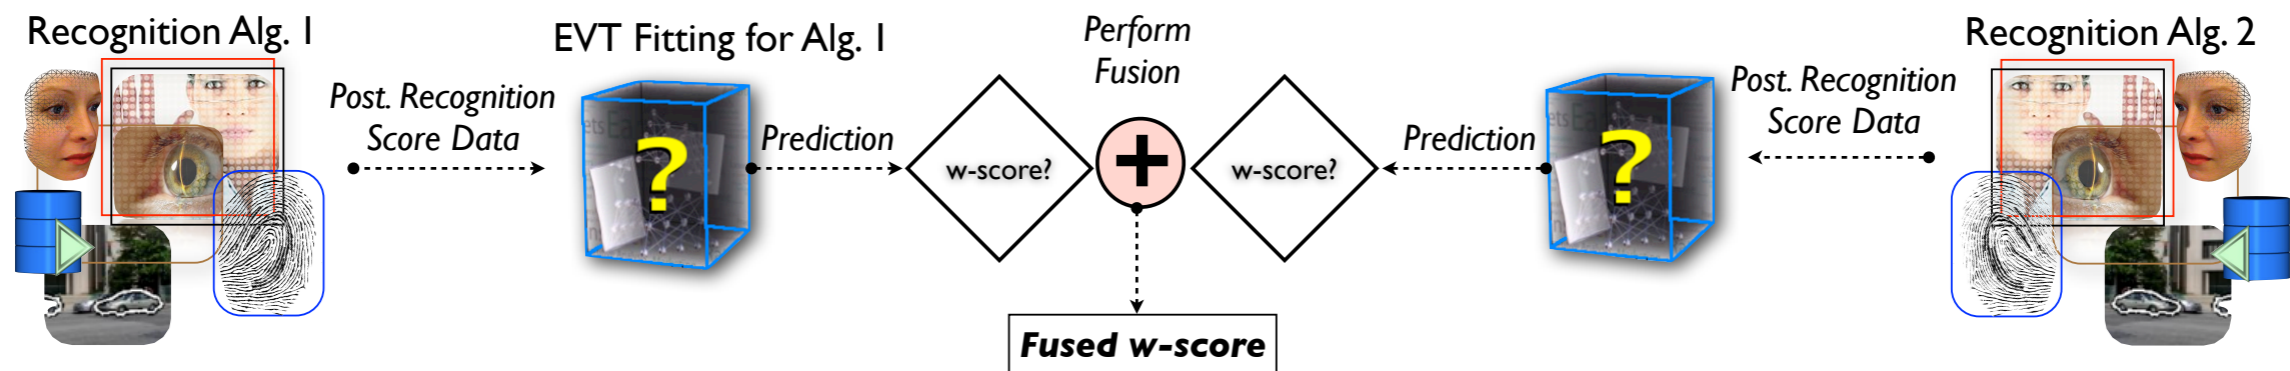 Recognition Alg. 1
Post. Recognition
Score Data
EVT Fitting for Alg. 1
?
Prediction
w-score?
Perform
Fusion
+
w-score?
Prediction
?
Post. Recognition
Score Data
Recognition Alg. 2
Fused w-score